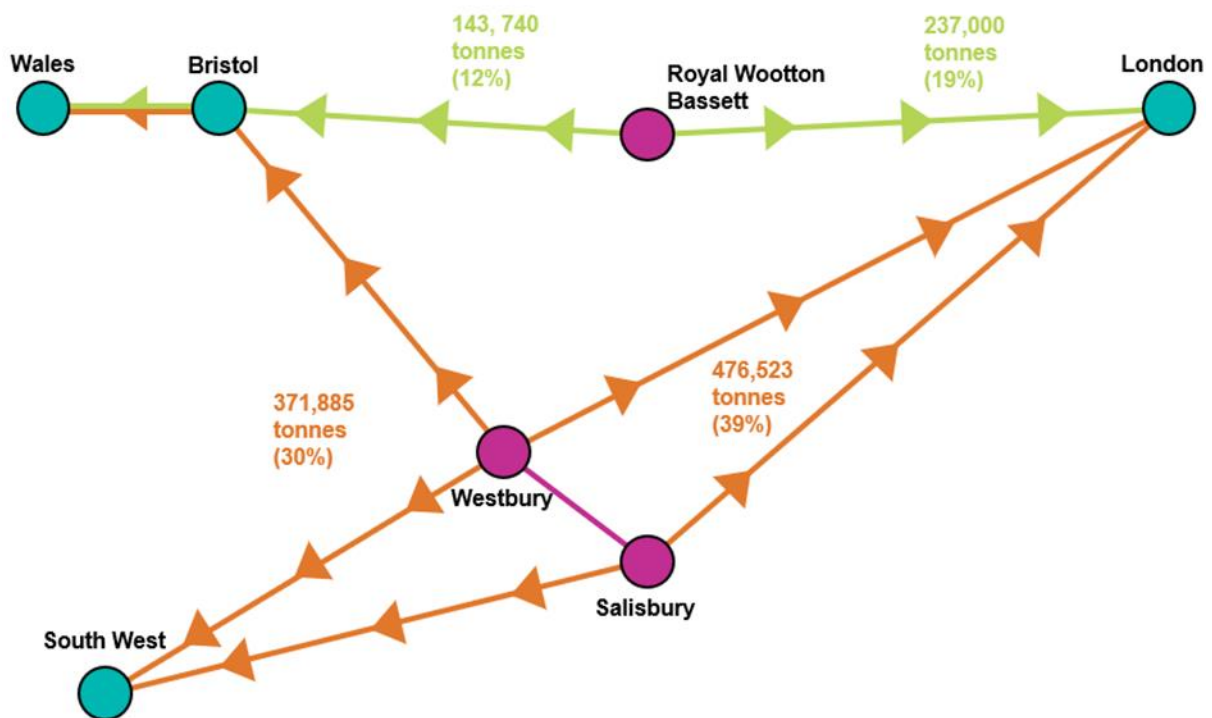 143, 740
tonnes
(12%)
237,000
tonnes
(19%)
Wales
Bristol
Royal Wootton
Bassett
London
371,885
tonnes
(30%)
476,523
tonnes
(39%)
Westbury
Salisbury
South West